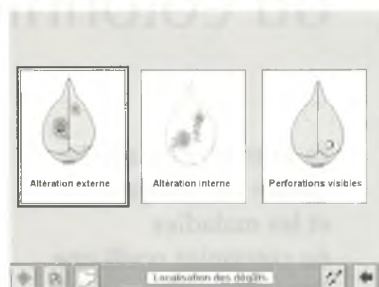 Altération externe
Altération interne
Perforations visibles
Localisation des dégâts